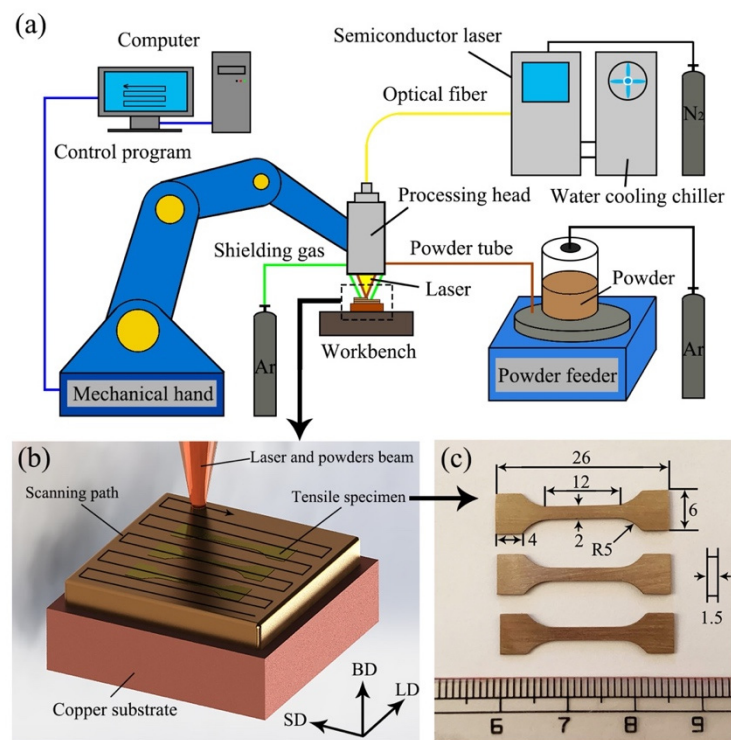 (a)
Computer
Semiconductor laser
Optical fiber
N₂
Control program
Processing head
Water cooling chiller
Shielding gas
Powder tube
Laser
Powder
Ar
Workbench
Ar
Mechanical hand
Powder feeder
(b)
Laser and powders beam
Scanning path
Tensile specimen
Copper substrate
BD
LD
SD
(c)
26
12
6
4
2
R5
1.5
6
7
8
9